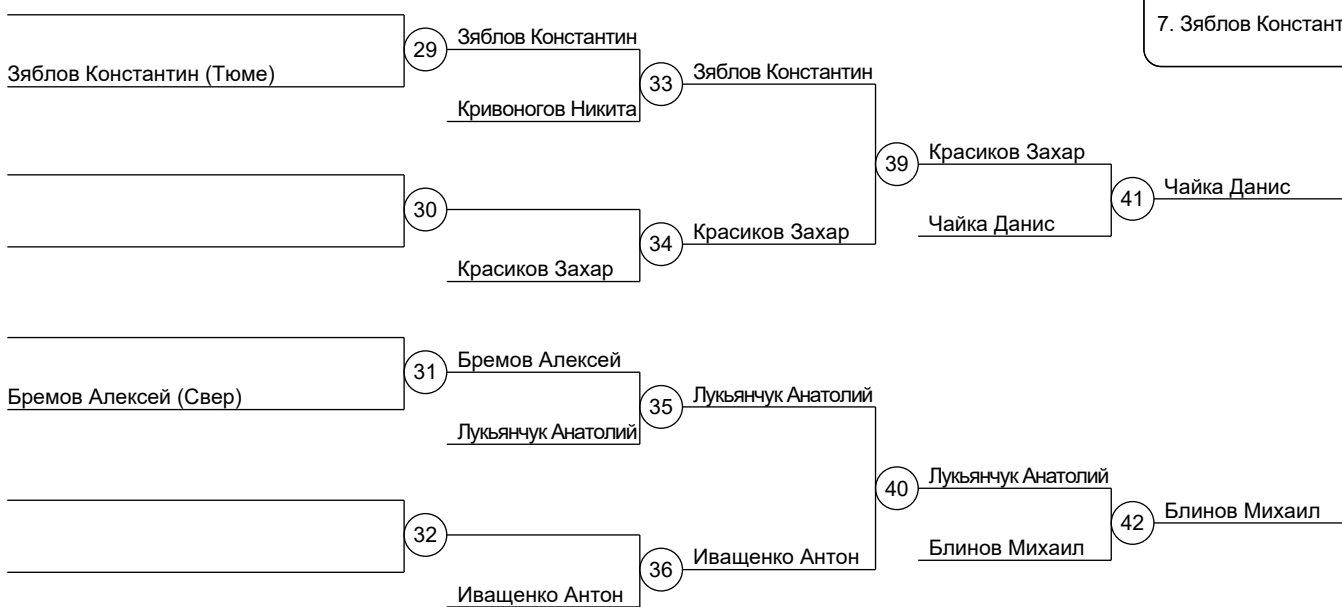 7. Зяблов Констант
29
Зяблов Константин
Зяблов Константин (Тюме)
33
Зяблов Константин
Кривоногов Никита
39
Красиков Захар
41
Чайка Данис
30
Чайка Данис
34
Красиков Захар
Красиков Захар
31
Бремов Алексей
Бремов Алексей (Свер)
35
Лукьянчук Анатолий
Лукьянчук Анатолий
40
Лукьянчук Анатолий
42
Блинов Михаил
32
Блинов Михаил
36
Иващенко Антон
Иващенко Антон